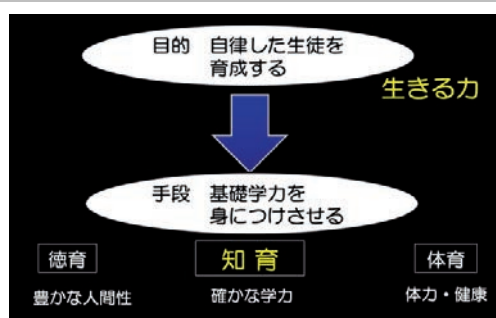 目的 自律した生徒を
育成する
生きる力
手段 基礎学力を
身につけさせる
徳育 知育 体育
豊かな人間性 確かな学力 体力・健康